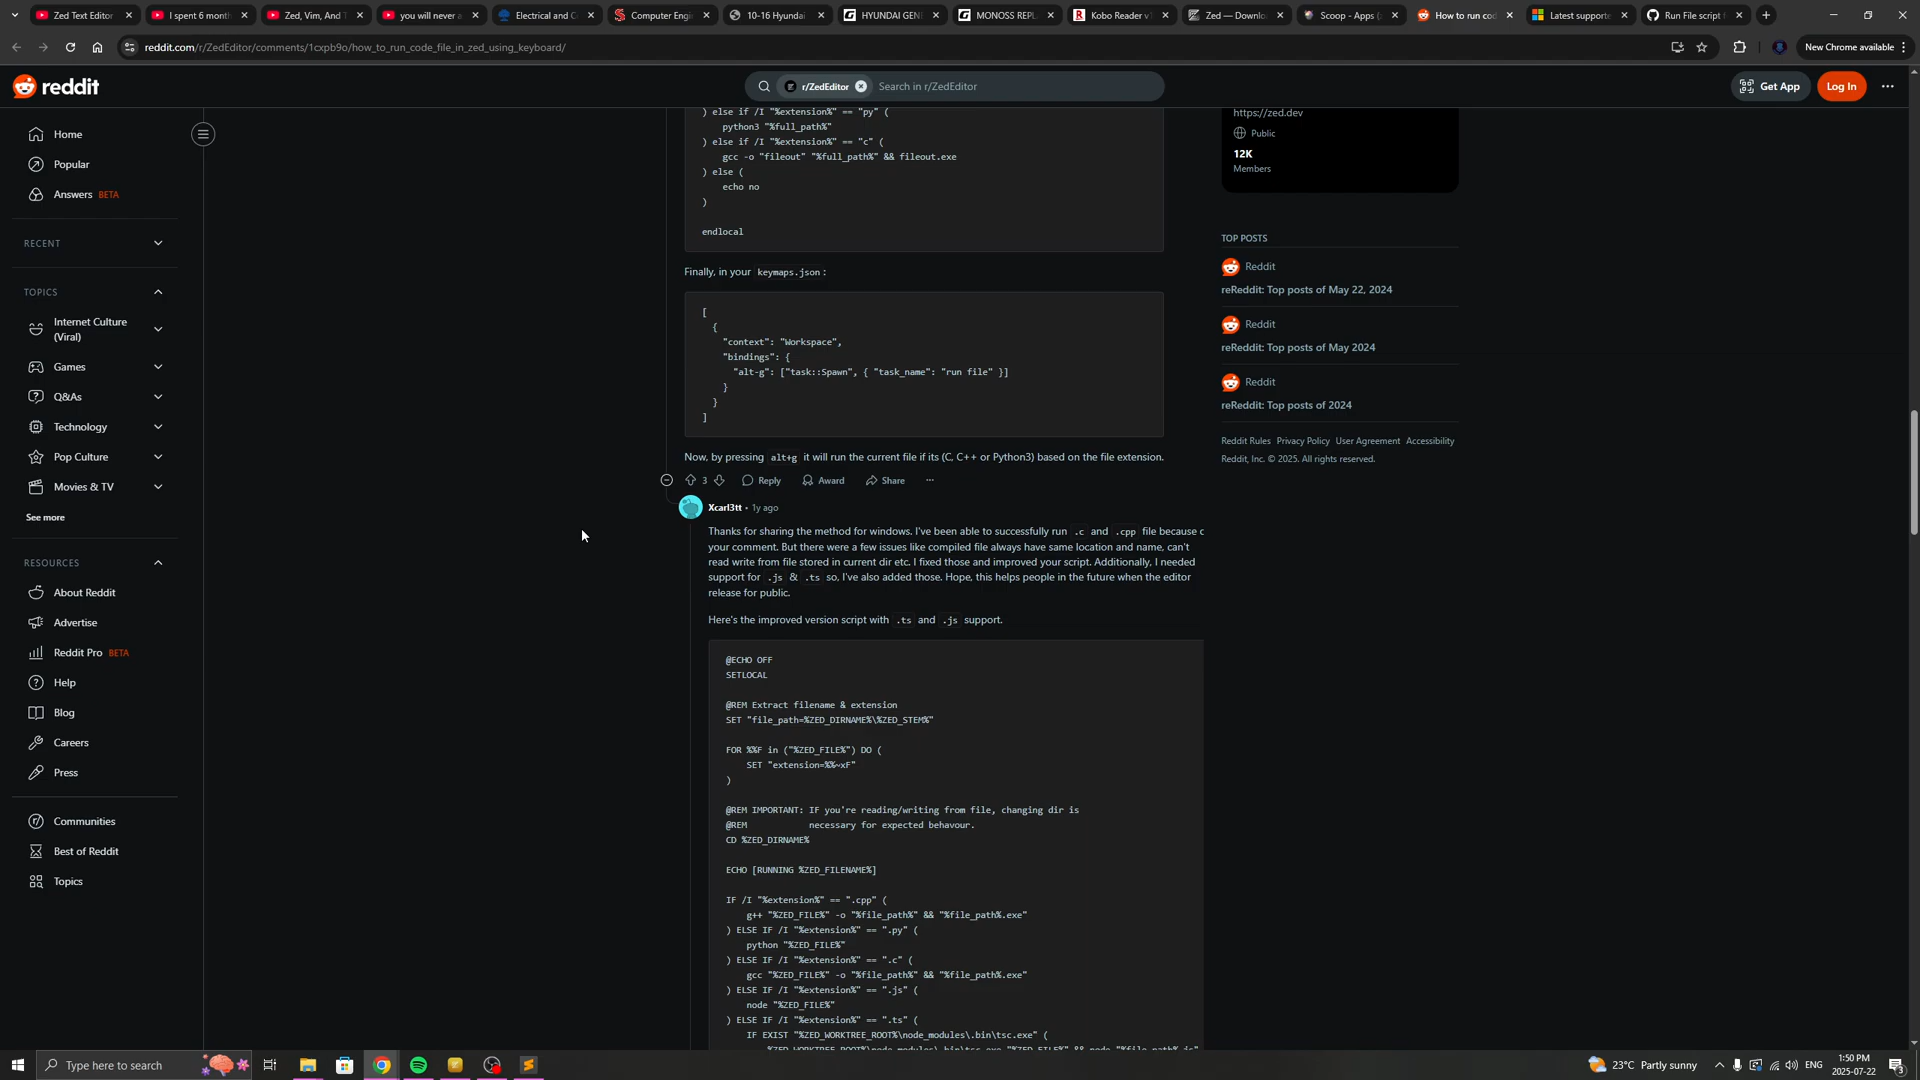 Zed Text Editor
I spent 6 month
Zed, Vim, And T
you will never a
Electrical and C
Computer Engi
10-16 Hyundai
HYUNDAI GENE
MONOSS REPL
Kobo Reader v
Zed — Downlo
Scoop - Apps (
How to run cod
Latest supporte
Run File script f
reddit.com/r/ZedEditor/comments/1cxpb9o/how_to_run_code_file_in_zed_using_keyboard/
New Chrome available
reddit
r/ZedEditor
Search in r/ZedEditor
Get App
Log In
Home
Popular
Answers BETA
RECENT
TOPICS
Internet Culture
(Viral)
Games
Q&As
Technology
Pop Culture
Movies & TV
See more
RESOURCES
About Reddit
Advertise
Reddit Pro BETA
Help
Blog
Careers
Press
Communities
Best of Reddit
Topics
) else if /I "%extension%" == "py" (
python3 "%full_path%"
) else if /I "%extension%" == "c" (
gcc -o "fileout" "%full_path%" && fileout.exe
) else (
echo no
)
endlocal
Finally, in your keymaps.json :
[
{
"context": "Workspace",
"bindings": {
"alt-g": ["task::Spawn", { "task_name": "run file" }]
}
}
]
Now, by pressing alt+g it will run the current file if its (C, C++ or Python3) based on the file extension.
3 Reply Award Share
Xcarl3tt • 1y ago
Thanks for sharing the method for windows. I've been able to successfully run .c and .cpp file because
your comment. But there were a few issues like compiled file always have same location and name, can't
read write from file stored in current dir etc. I fixed those and improved your script. Additionally, I needed
support for .js & .ts so, I've also added those. Hope, this helps people in the future when the editor
release for public.
Here's the improved version script with .ts and .js support.
@ECHO OFF
SETLOCAL
@REM Extract filename & extension
SET "file_path=%ZED_DIRNAME%\%ZED_STEM%"
FOR %%F in ("%ZED_FILE%") DO (
SET "extension=%%~xF"
)
@REM IMPORTANT: IF you're reading/writing from file, changing dir is
@REM necessary for expected behavour.
CD %ZED_DIRNAME%
ECHO [RUNNING %ZED_FILENAME%]
IF /I "%extension%" == ".cpp" (
g++ "%ZED_FILE%" -o "%file_path%" && "%file_path%.exe"
) ELSE IF /I "%extension%" == ".py" (
python "%ZED_FILE%"
) ELSE IF /I "%extension%" == ".c" (
gcc "%ZED_FILE%" -o "%file_path%" && "%file_path%.exe"
) ELSE IF /I "%extension%" == ".js" (
node "%ZED_FILE%"
) ELSE IF /I "%extension%" == ".ts" (
IF EXIST "%ZED_WORKTREE_ROOT%\node_modules\.bin\tsc.exe" (
https://zed.dev
Public
12K
Members
TOP POSTS
Reddit
reReddit: Top posts of May 22, 2024
Reddit
reReddit: Top posts of May 2024
Reddit
reReddit: Top posts of 2024
Reddit Rules Privacy Policy User Agreement Accessibility
Reddit, Inc. © 2025. All rights reserved.
Type here to search
23°C Partly sunny
ENG
1:50 PM
2025-07-22
3